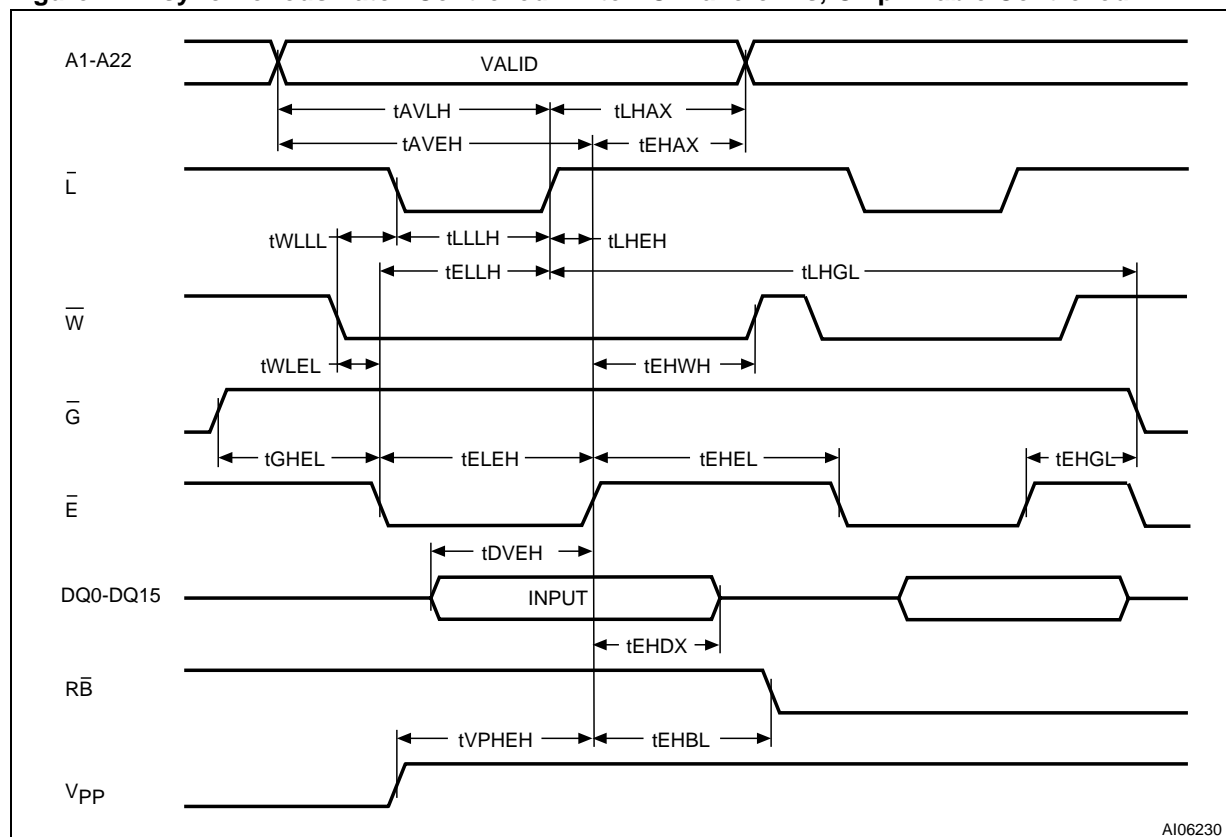 A1-A22
VALID
tAVLH
tLHAX
tAVEH
tEHAX
L̅
tWLLL
tLLLH
tLHEH
tELLH
tLHGL
W̅
tWLEL
tEHWH
G̅
tGHEL
tELEH
tEHEL
tEHGL
E̅
tDVEH
DQ0-DQ15
INPUT
tEHDX
RB̅
tVPHEH
tEHBL
VPP
AI06230